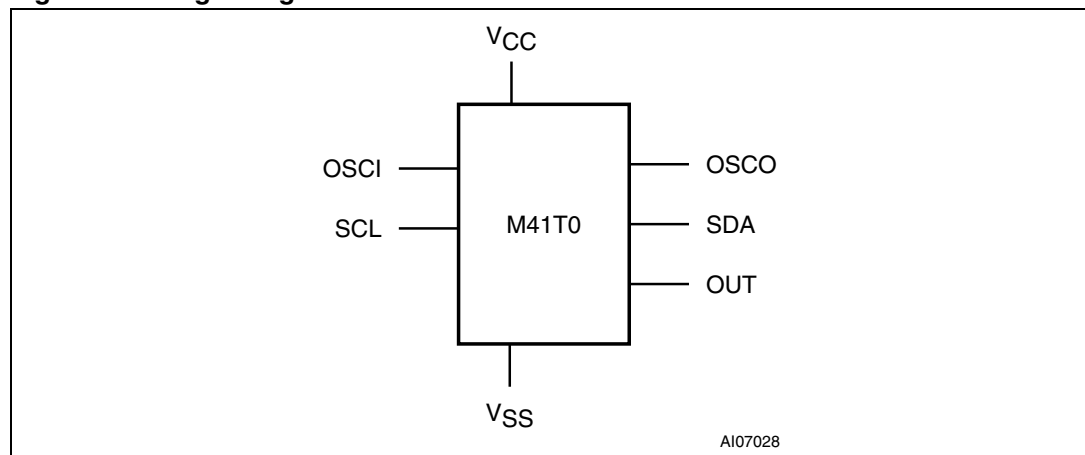 VCC
OSCI
OSCO
SCL
M41T0
SDA
OUT
VSS
AI07028